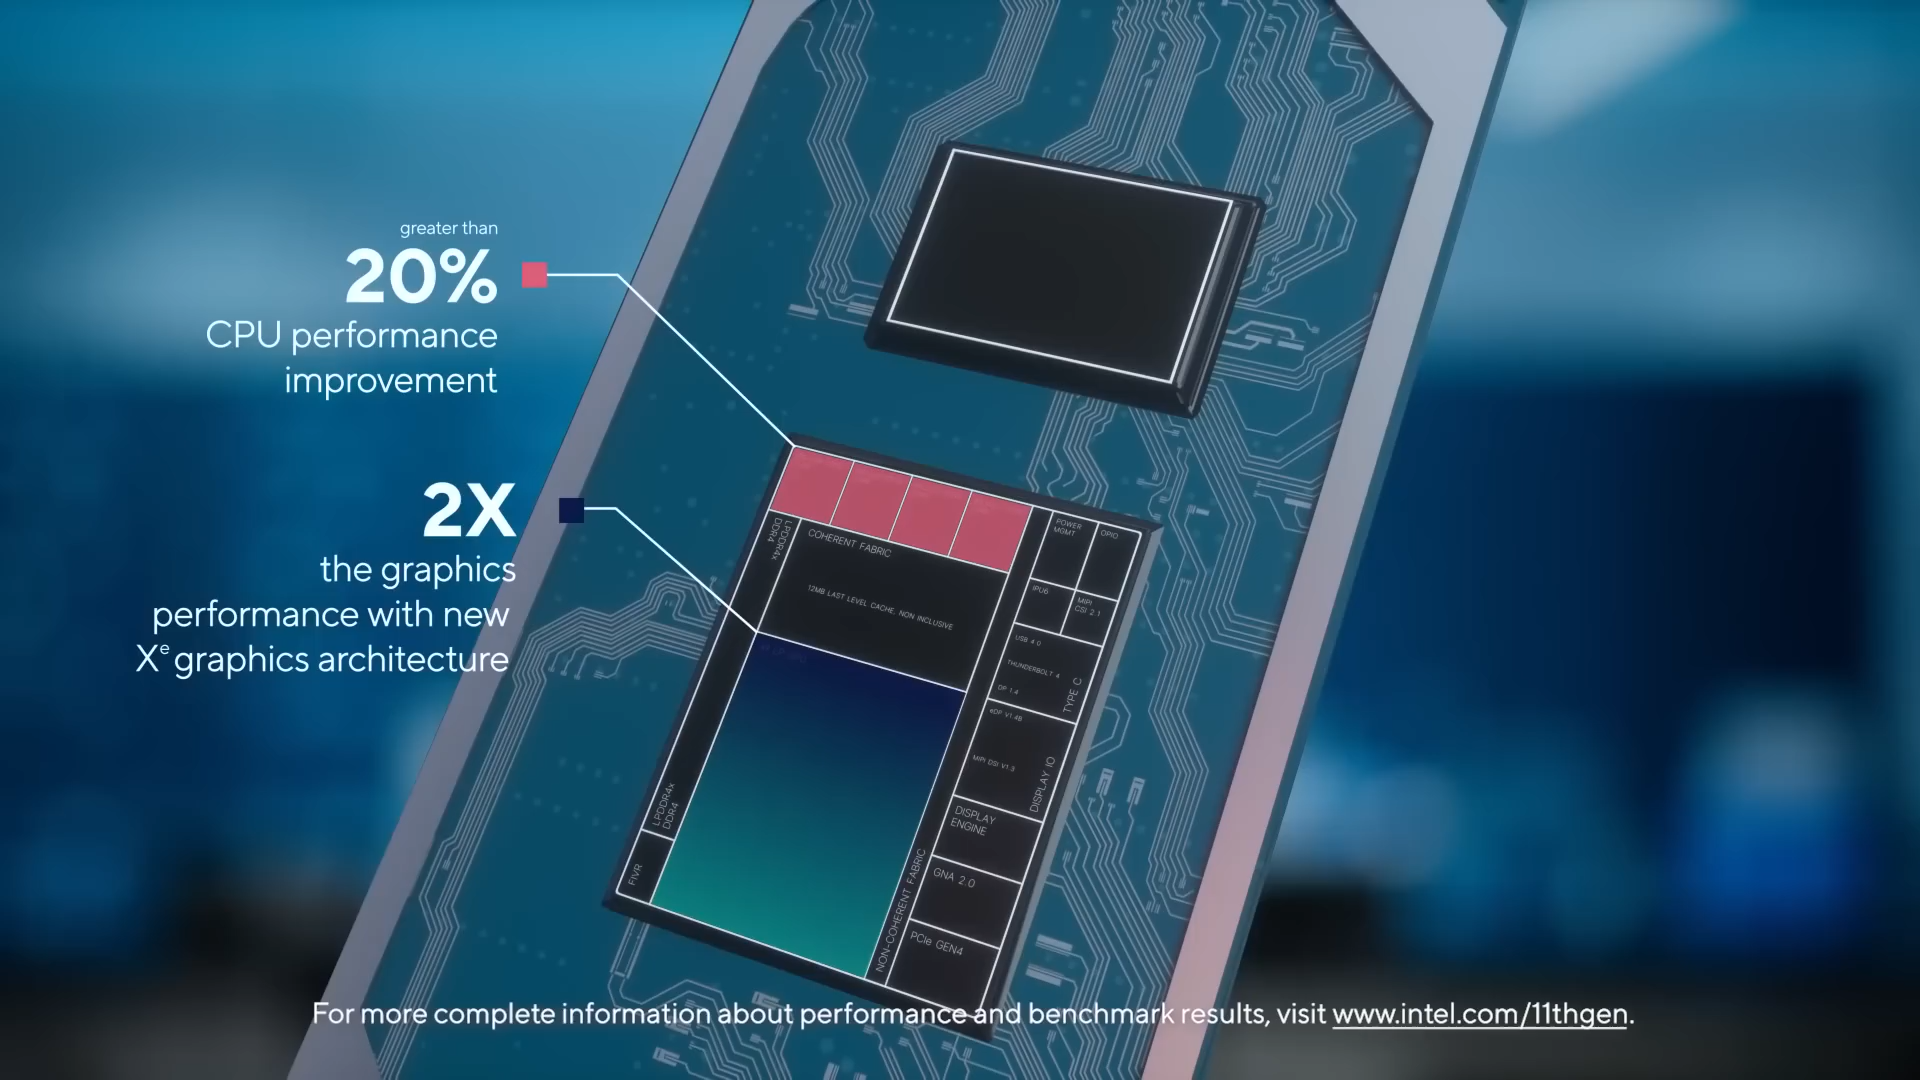 greater than
20%
CPU performance
improvement
2X
the graphics
performance with new
Xe graphics architecture
LPDDR4x
DDR4
COHERENT FABRIC
12MB LAST LEVEL CACHE, NON INCLUSIVE
POWER
MGMT
OPIO
IPU6
MIPI
CSI 2.1
USB 4.0
THUNDERBOLT 4
DP 1.4
TYPE C
eDP V1.4B
MIPI DSI V1.3
DISPLAY IO
DISPLAY
ENGINE
GNA 2.0
PCIe GEN4
NON-COHERENT FABRIC
LPDDR4x
DDR4
FIVR
For more complete information about performance and benchmark results, visit www.intel.com/11thgen.